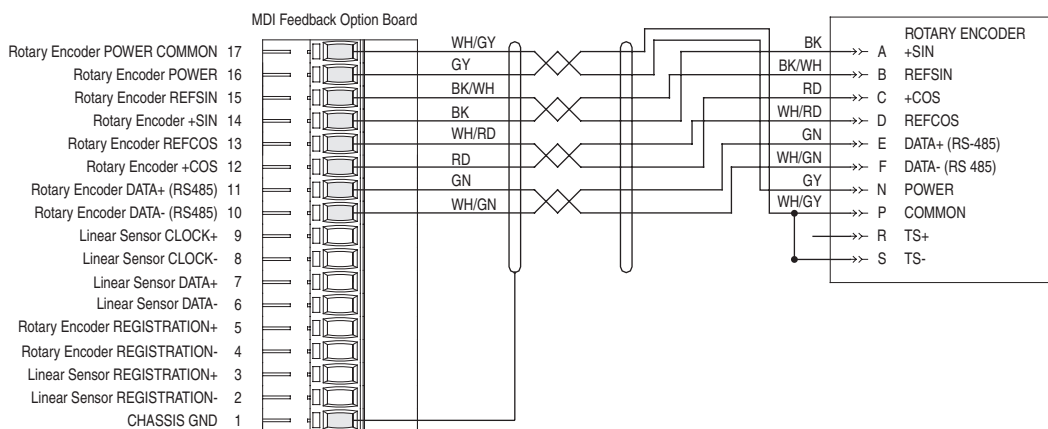 MDI Feedback Option Board
Rotary Encoder POWER COMMON 17
Rotary Encoder POWER 16
Rotary Encoder REFSIN 15
Rotary Encoder +SIN 14
Rotary Encoder REFCOS 13
Rotary Encoder +COS 12
Rotary Encoder DATA+ (RS485) 11
Rotary Encoder DATA- (RS485) 10
Linear Sensor CLOCK+ 9
Linear Sensor CLOCK- 8
Linear Sensor DATA+ 7
Linear Sensor DATA- 6
Rotary Encoder REGISTRATION+ 5
Rotary Encoder REGISTRATION- 4
Linear Sensor REGISTRATION+ 3
Linear Sensor REGISTRATION- 2
CHASSIS GND 1
WH/GY
GY
BK/WH
BK
WH/RD
RD
GN
WH/GN
ROTARY ENCODER
BK A +SIN
BK/WH B REFSIN
RD C +COS
WH/RD D REFCOS
GN E DATA+ (RS-485)
WH/GN F DATA- (RS 485)
GY N POWER
WH/GY P COMMON
R TS+
S TS-